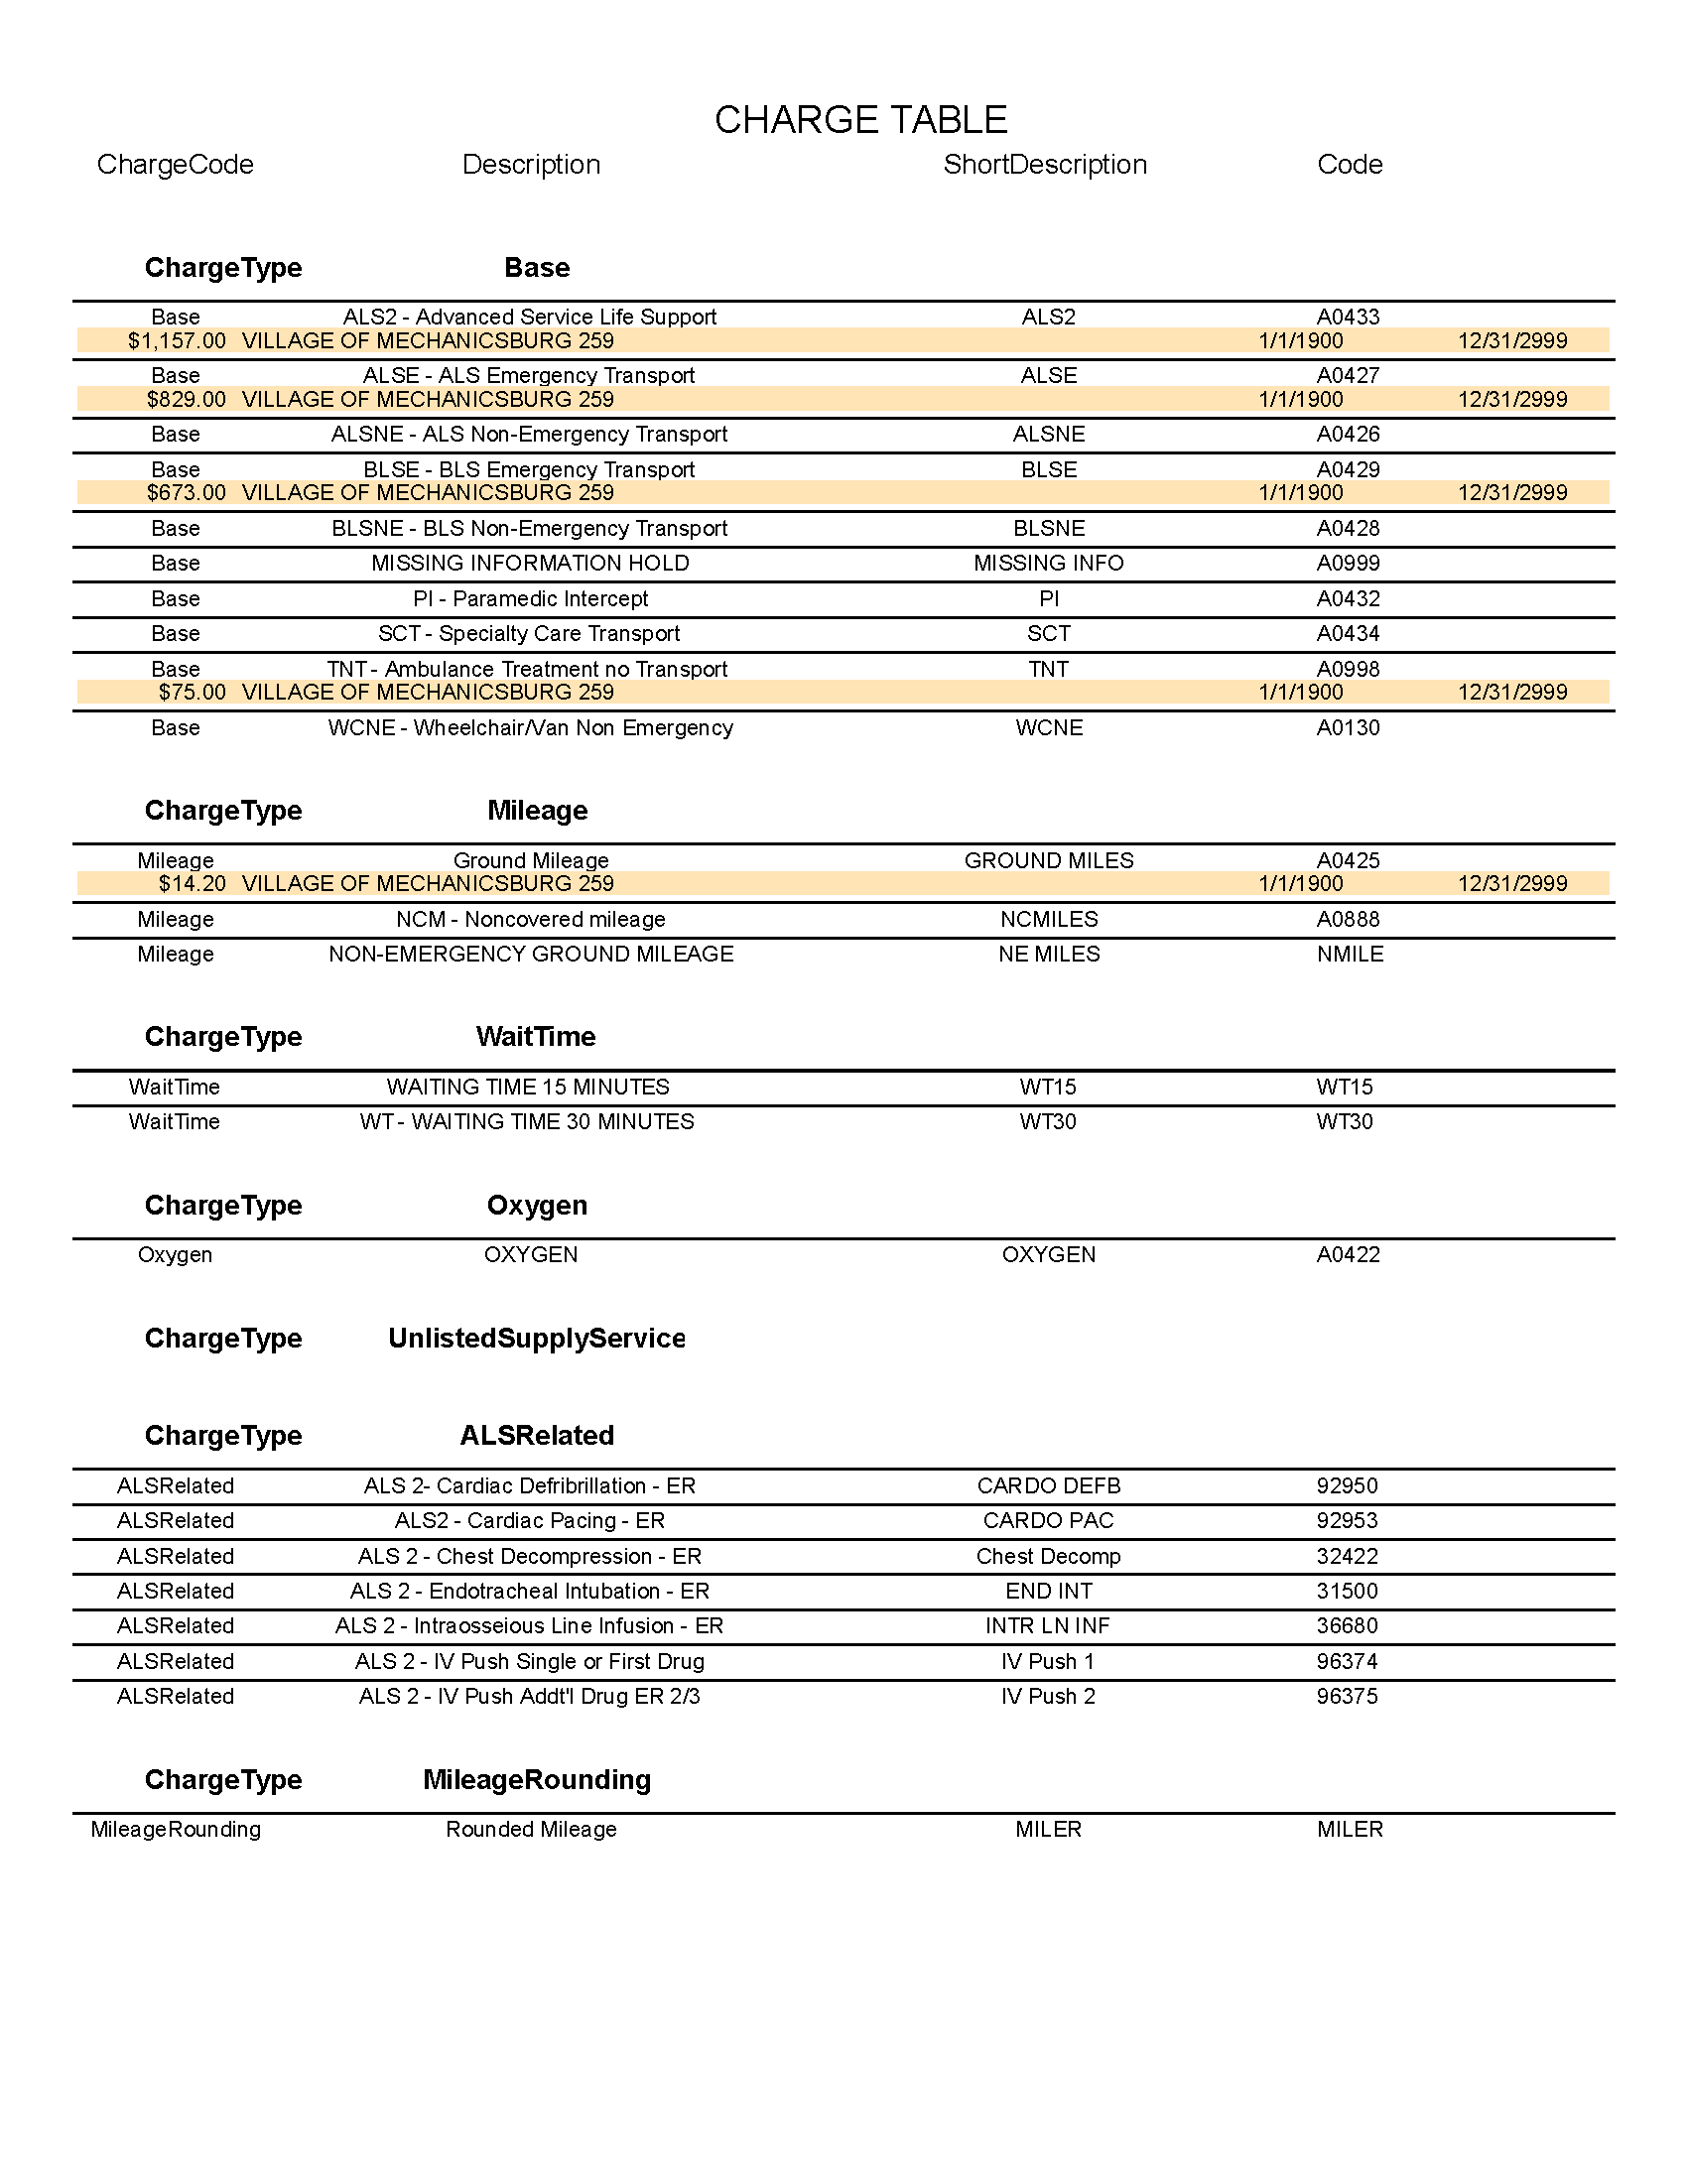 CHARGE TABLE
ChargeCode Description ShortDescription Code
ChargeType Base
Base ALS2 - Advanced Service Life Support ALS2 A0433
$1,157.00 VILLAGE OF MECHANICSBURG 259 1/1/1900 12/31/2999
Base ALSE - ALS Emergency Transport ALSE A0427
$829.00 VILLAGE OF MECHANICSBURG 259 1/1/1900 12/31/2999
Base ALSNE - ALS Non-Emergency Transport ALSNE A0426
Base BLSE - BLS Emergency Transport BLSE A0429
$673.00 VILLAGE OF MECHANICSBURG 259 1/1/1900 12/31/2999
Base BLSNE - BLS Non-Emergency Transport BLSNE A0428
Base MISSING INFORMATION HOLD MISSING INFO A0999
Base PI - Paramedic Intercept PI A0432
Base SCT - Specialty Care Transport SCT A0434
Base TNT - Ambulance Treatment no Transport TNT A0998
$75.00 VILLAGE OF MECHANICSBURG 259 1/1/1900 12/31/2999
Base WCNE - Wheelchair/Van Non Emergency WCNE A0130
ChargeType Mileage
Mileage Ground Mileage GROUND MILES A0425
$14.20 VILLAGE OF MECHANICSBURG 259 1/1/1900 12/31/2999
Mileage NCM - Noncovered mileage NCMILES A0888
Mileage NON-EMERGENCY GROUND MILEAGE NE MILES NMILE
ChargeType WaitTime
WaitTime WAITING TIME 15 MINUTES WT15 WT15
WaitTime WT - WAITING TIME 30 MINUTES WT30 WT30
ChargeType Oxygen
Oxygen OXYGEN OXYGEN A0422
ChargeType UnlistedSupplyService
ChargeType ALSRelated
ALSRelated ALS 2- Cardiac Defribrillation - ER CARDO DEFB 92950
ALSRelated ALS2 - Cardiac Pacing - ER CARDO PAC 92953
ALSRelated ALS 2 - Chest Decompression - ER Chest Decomp 32422
ALSRelated ALS 2 - Endotracheal Intubation - ER END INT 31500
ALSRelated ALS 2 - Intraosseious Line Infusion - ER INTR LN INF 36680
ALSRelated ALS 2 - IV Push Single or First Drug IV Push 1 96374
ALSRelated ALS 2 - IV Push Addt'l Drug ER 2/3 IV Push 2 96375
ChargeType MileageRounding
MileageRounding Rounded Mileage MILER MILER